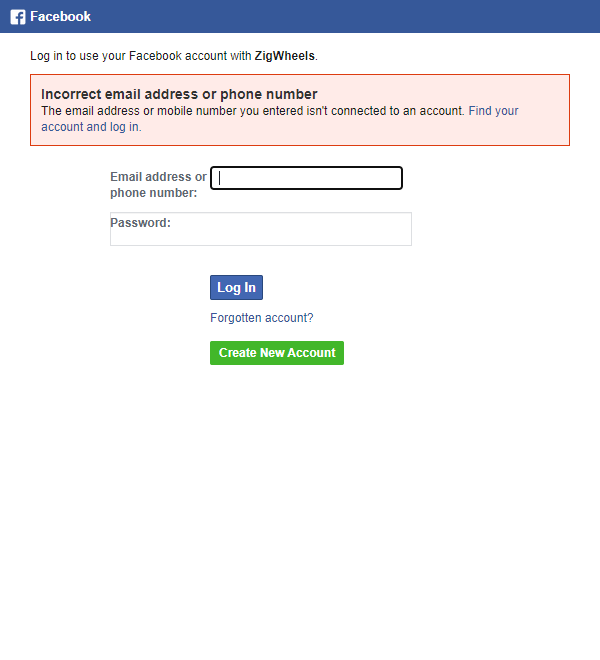 Facebook
Log in to use your Facebook account with ZigWheels.
Incorrect email address or phone number
The email address or mobile number you entered isn't connected to an account. Find your
account and log in.
Email address or
phone number:
Password:
Log In
Forgotten account?
Create New Account